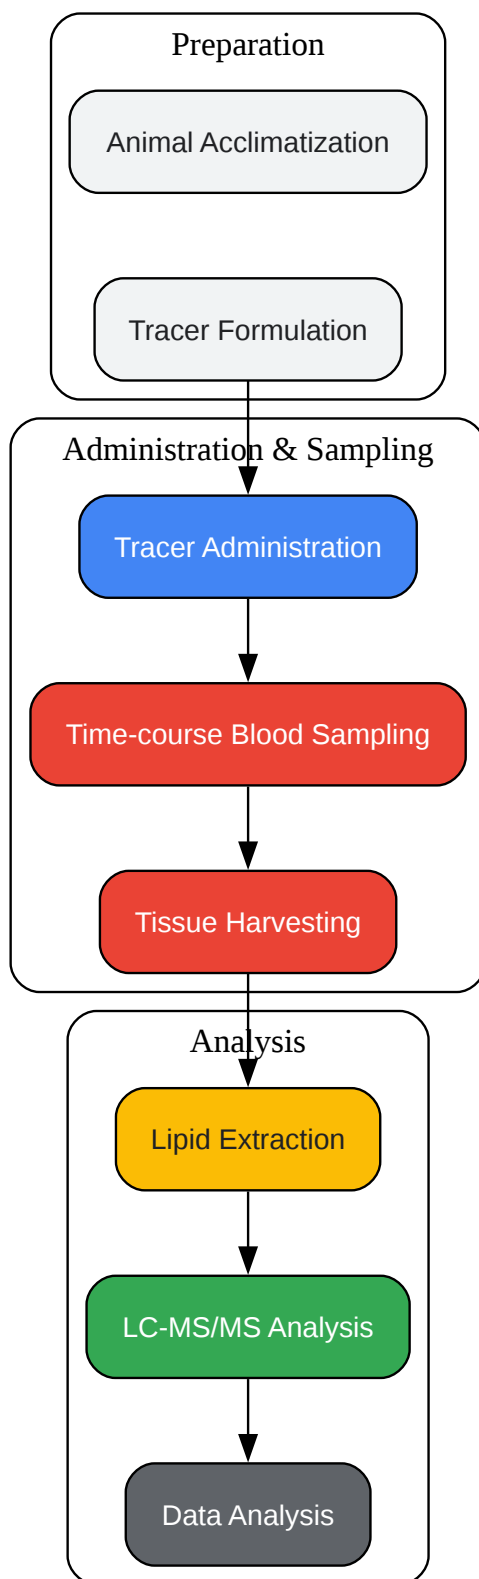 Preparation
Animal Acclimatization
Tracer Formulation
Administration & Sampling
Tracer Administration
Time-course Blood Sampling
Tissue Harvesting
Analysis
Lipid Extraction
LC-MS/MS Analysis
Data Analysis